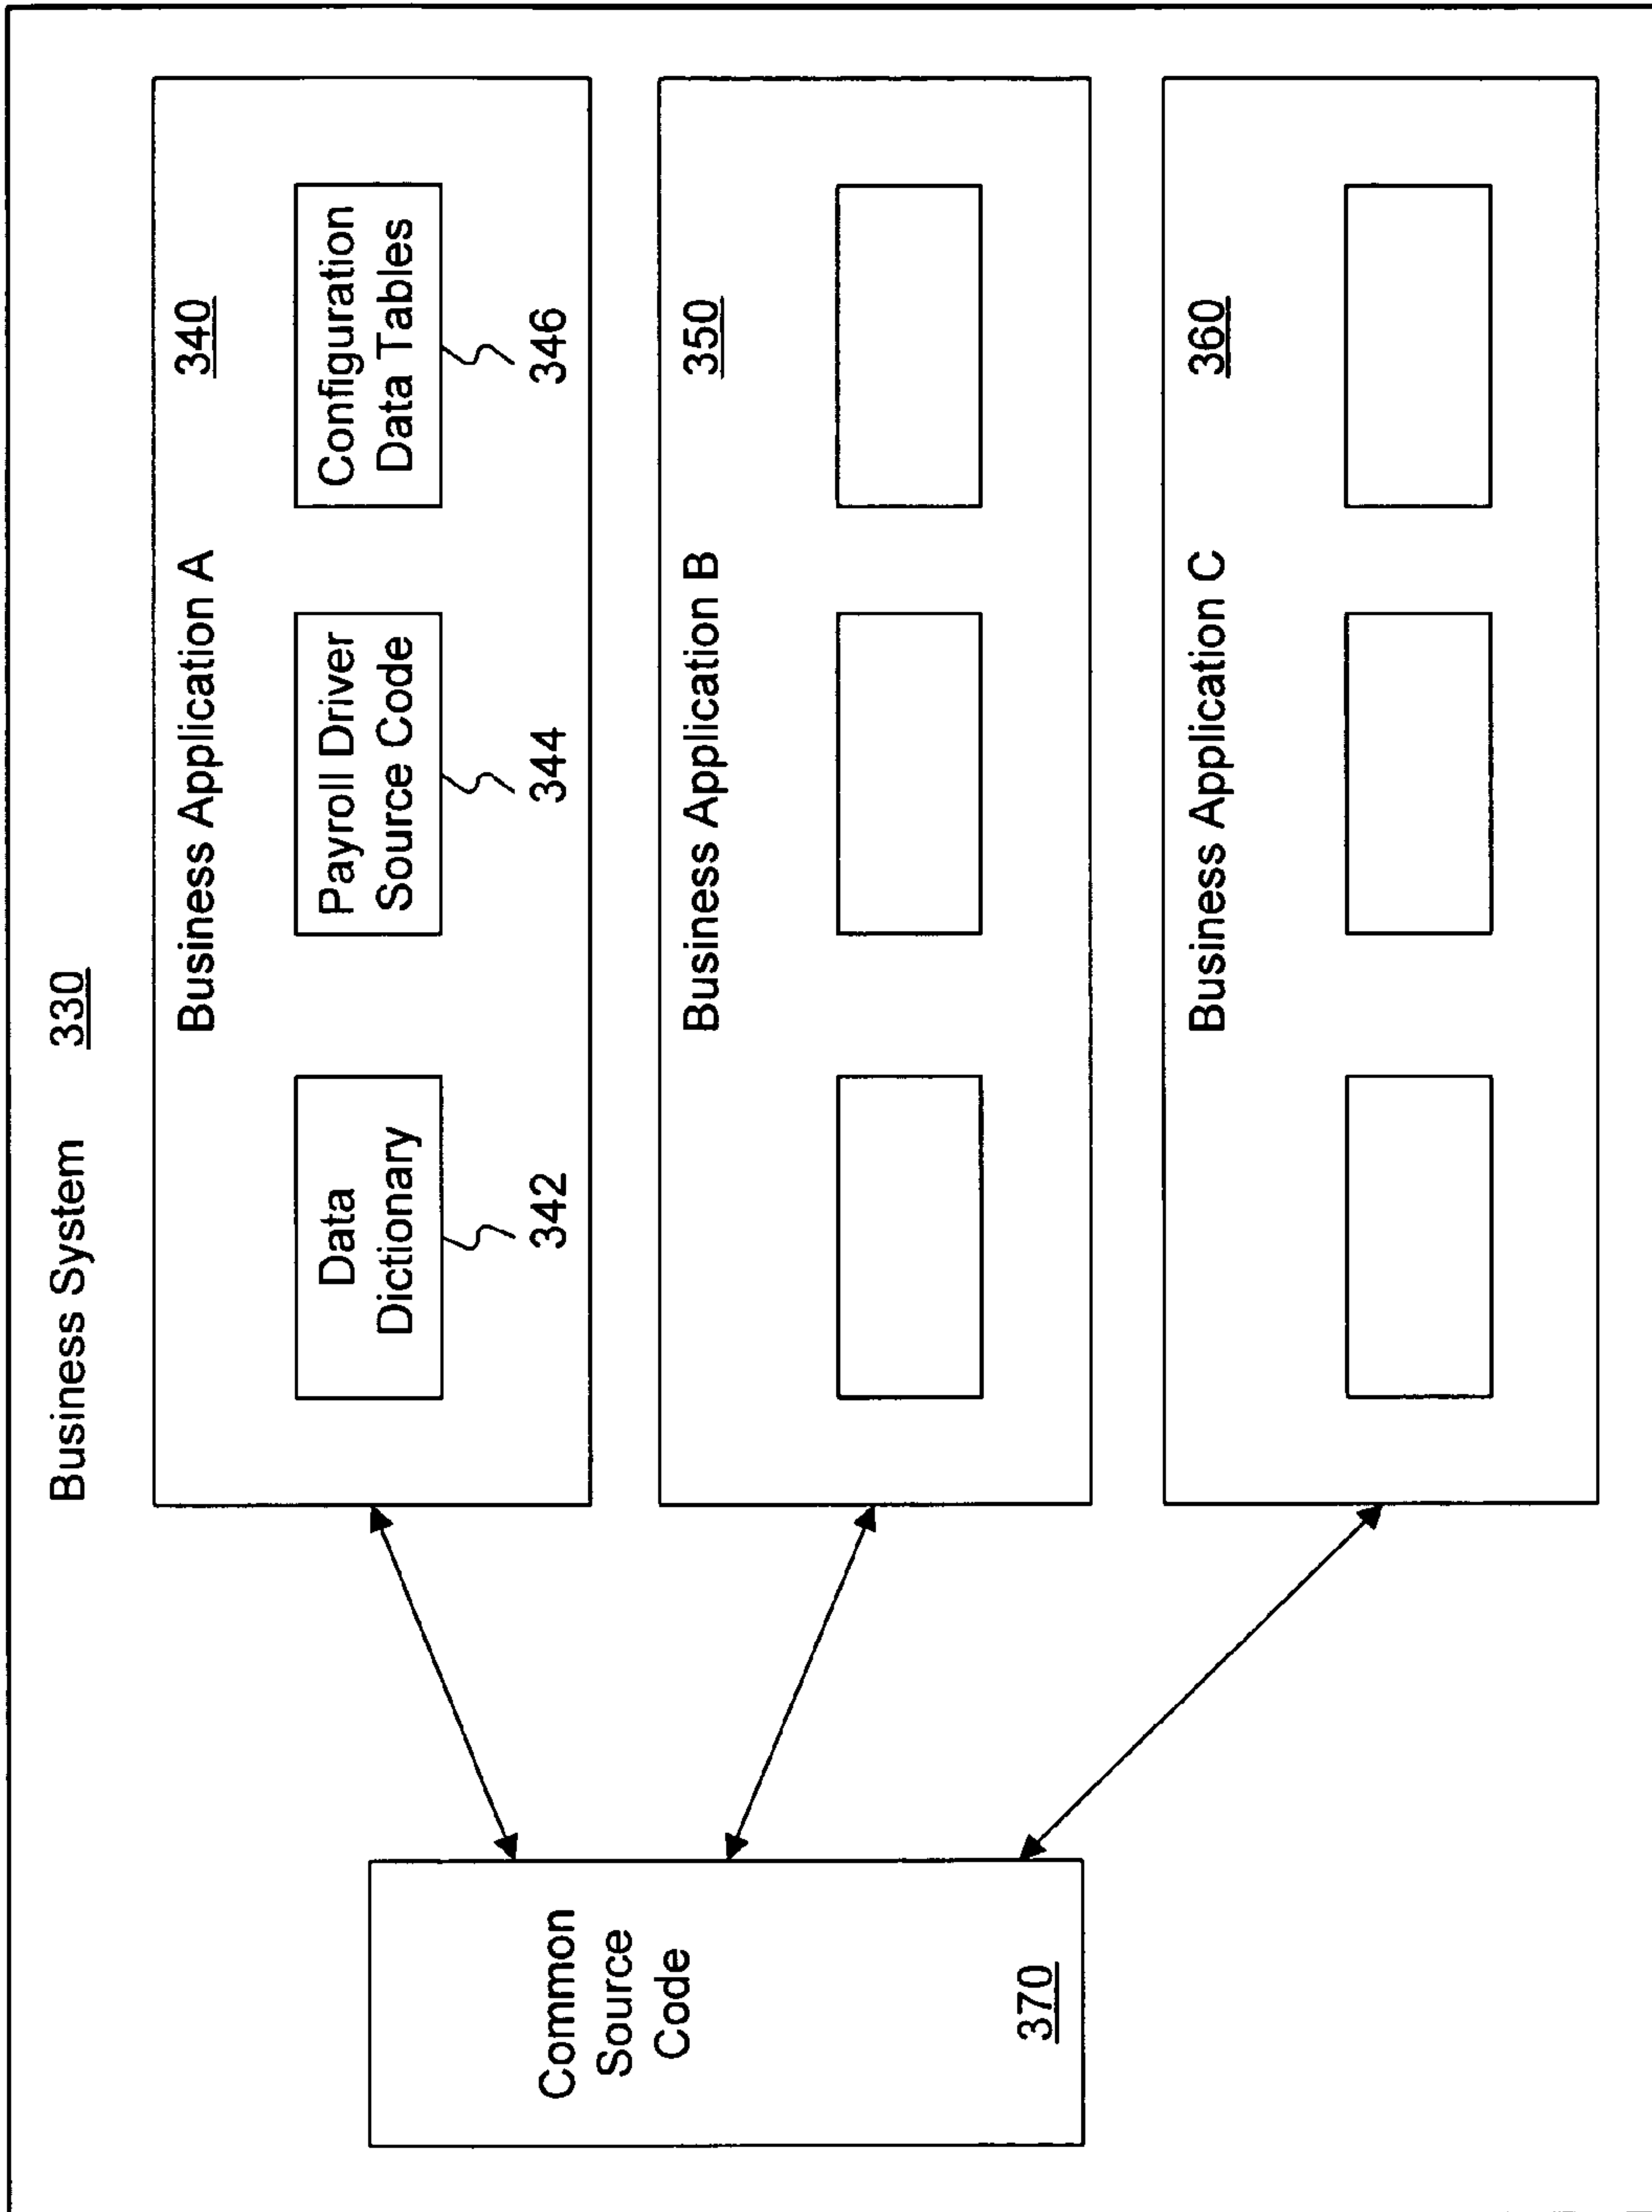 Business System 330
Business Application A 340
Data
Dictionary
342
Payroll Driver
Source Code
344
Configuration
Data Tables
346
Business Application B 350
Business Application C 360
Common
Source
Code
370